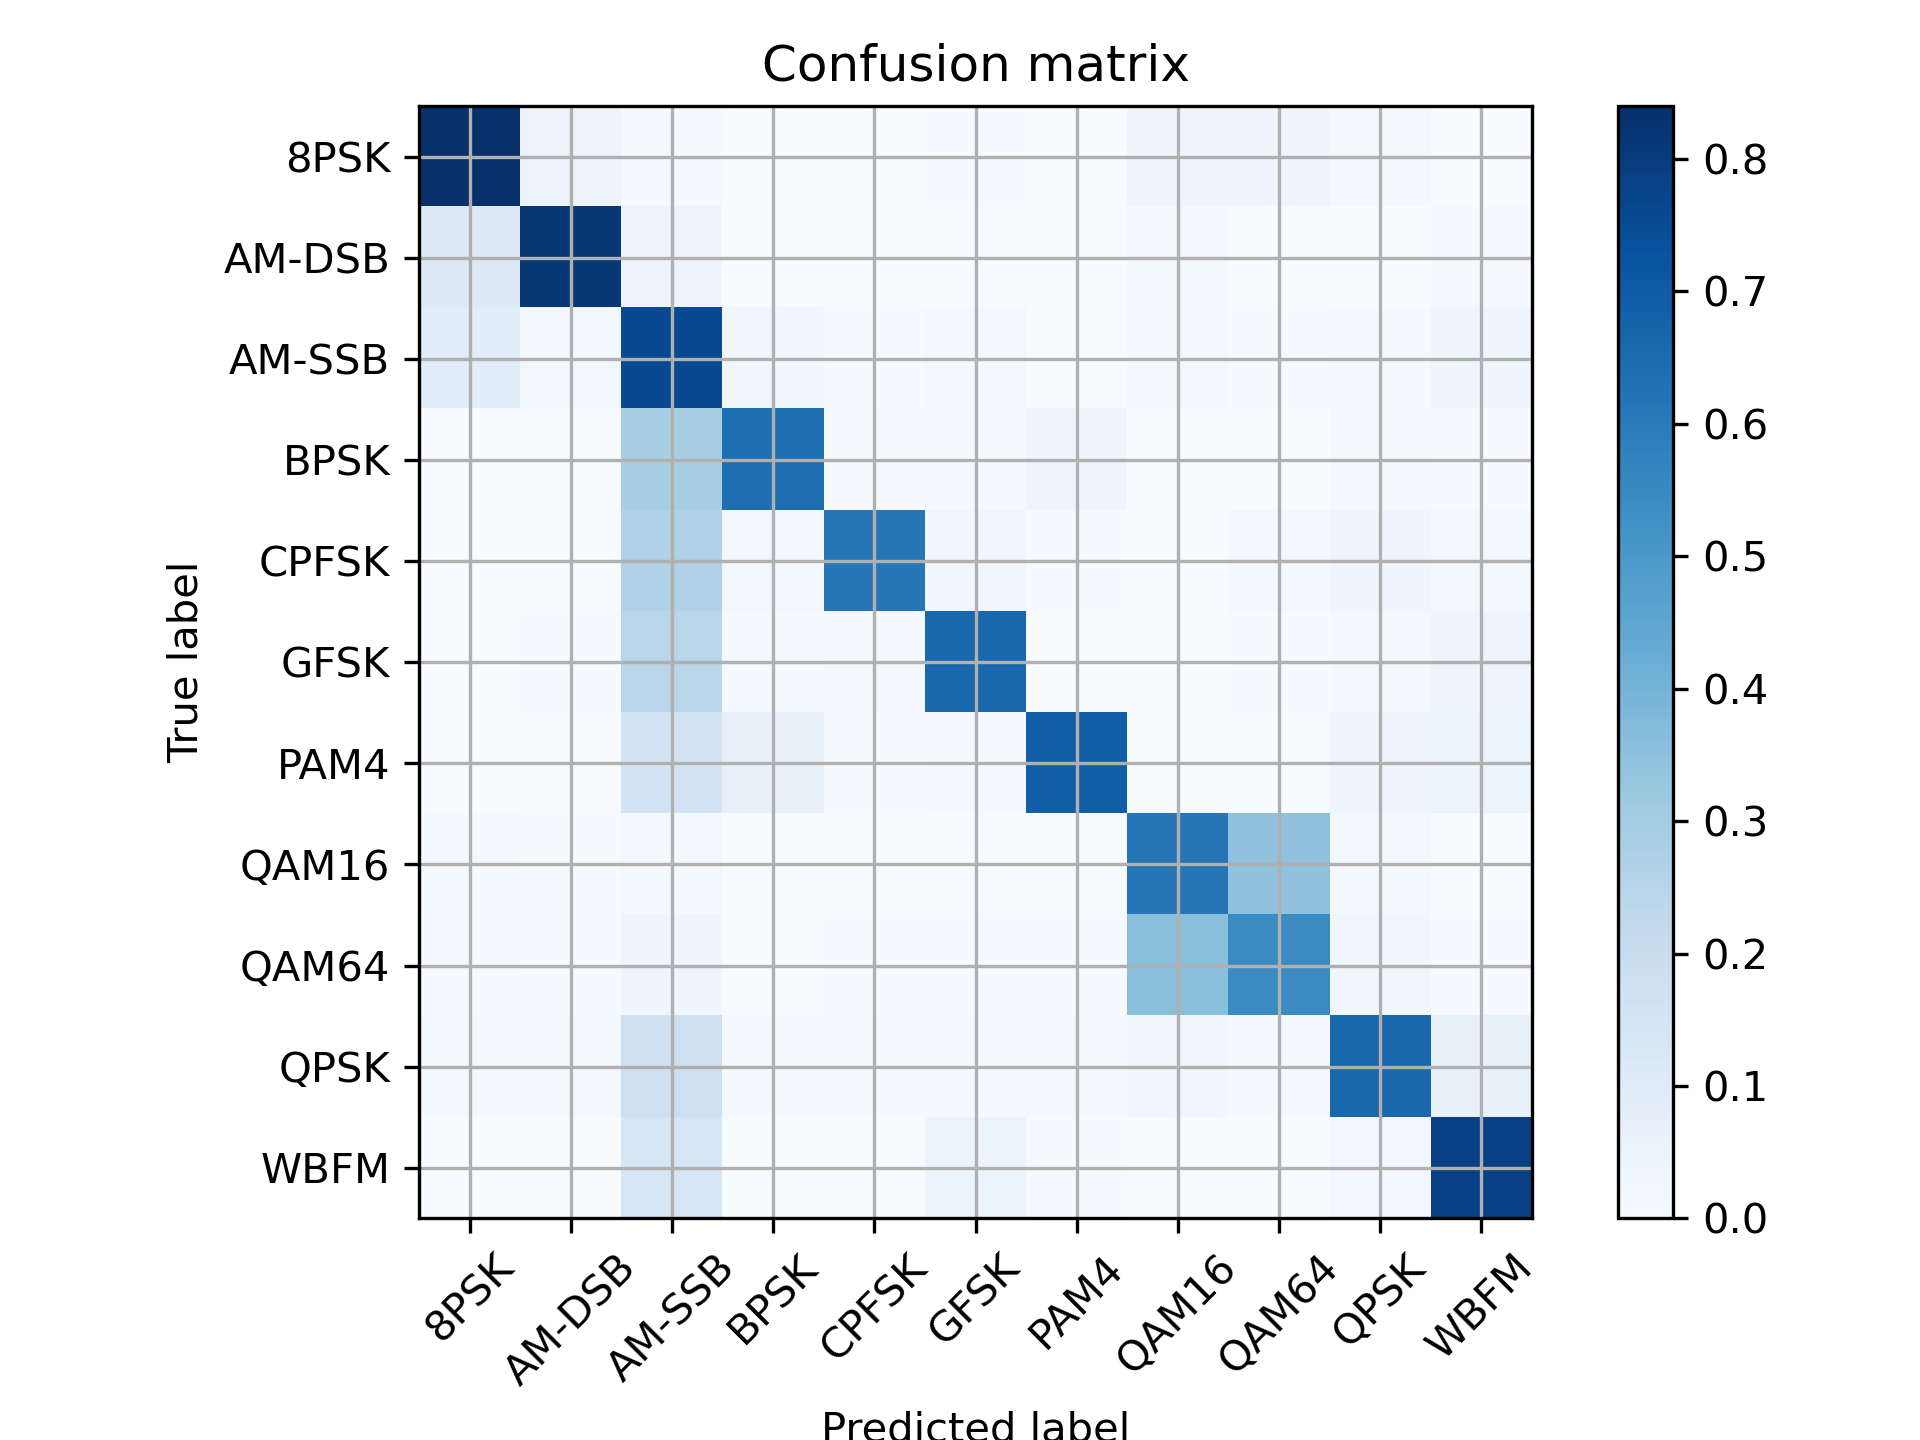 Confusion matrix
True label
8PSK
AM-DSB
AM-SSB
BPSK
CPFSK
GFSK
PAM4
QAM16
QAM64
QPSK
WBFM
8PSK
AM-DSB
AM-SSB
BPSK
CPFSK
GFSK
PAM4
QAM16
QAM64
QPSK
WBFM
Predicted label
0.8
0.7
0.6
0.5
0.4
0.3
0.2
0.1
0.0